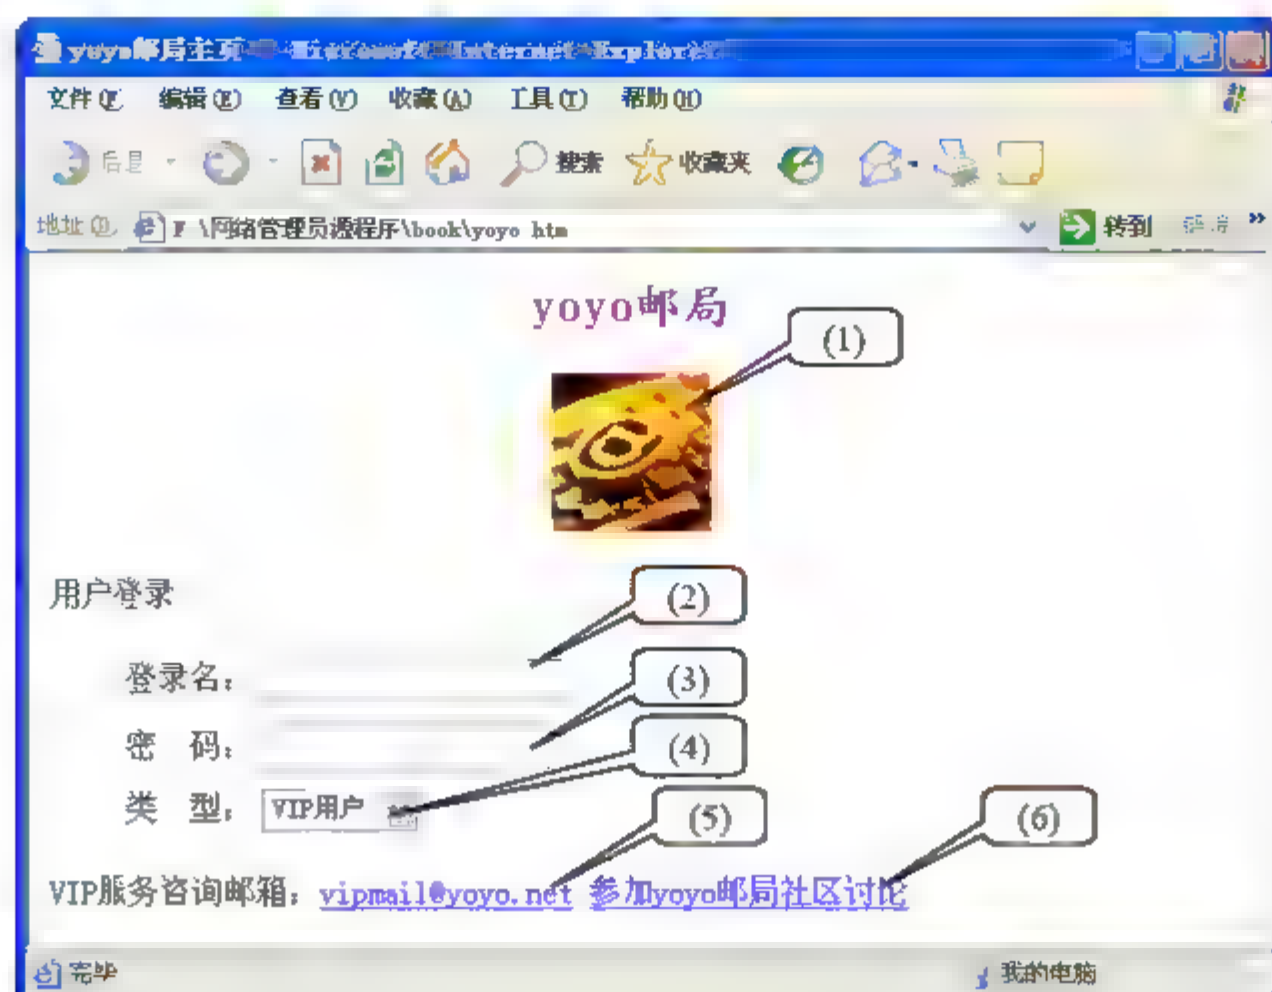 yoyo邮局主页 - Microsoft Internet Explorer
文件(F) 编辑(E) 查看(V) 收藏(A) 工具(T) 帮助(H)
后退 搜索 收藏夹
地址(D) F \网络管理员源程序\book\yoyo htm 转到
yoyo邮局
(1)
用户登录
(2)
登录名:
(3)
密 码:
(4)
类 型: VIP用户
(5)
(6)
VIP服务咨询邮箱: vipmail@yoyo.net 参加yoyo邮局社区讨论
完毕 我的电脑